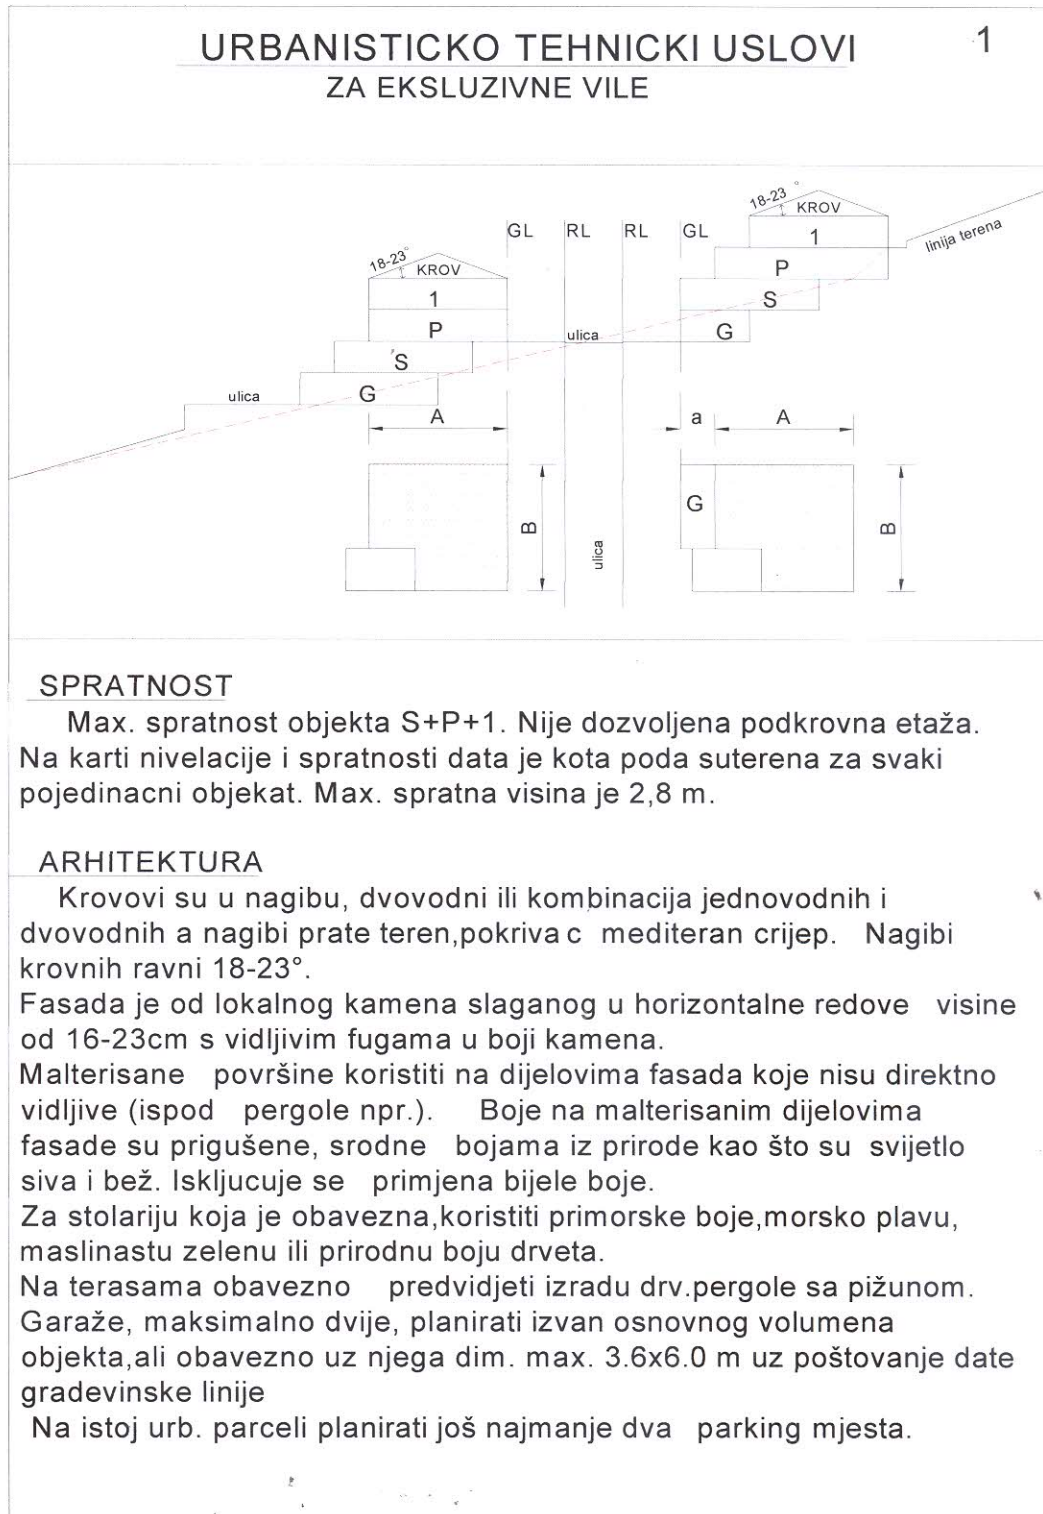 URBANISTICKO TEHNICKI USLOVI
1
ZA EKSLUZIVNE VILE
18-23°
KROV
1
P
S
G
ulica
A
B
GL
RL
RL
GL
ulica
ulica
18-23°
KROV
1
P
S
G
linija terena
a
A
G
B
SPRATNOST
Max. spratnost objekta S+P+1. Nije dozvoljena podkrovna etaža.
Na karti nivelacije i spratnosti data je kota poda suterena za svaki
pojedinacni objekat. Max. spratna visina je 2,8 m.
ARHITEKTURA
Krovovi su u nagibu, dvovodni ili kombinacija jednovodnih i
dvovodnih a nagibi prate teren,pokriva c mediteran crijep. Nagibi
krovnih ravni 18-23°.
Fasada je od lokalnog kamena slaganog u horizontalne redove visine
od 16-23cm s vidljivim fugama u boji kamena.
Malterisane površine koristiti na dijelovima fasada koje nisu direktno
vidljive (ispod pergole npr.). Boje na malterisanim dijelovima
fasade su prigušene, srodne bojama iz prirode kao što su svijetlo
siva i bež. Iskljucuje se primjena bijele boje.
Za stolariju koja je obavezna,koristiti primorske boje,morsko plavu,
maslinastu zelenu ili prirodnu boju drveta.
Na terasama obavezno predvidjeti izradu drv.pergole sa pižunom.
Garaže, maksimalno dvije, planirati izvan osnovnog volumena
objekta,ali obavezno uz njega dim. max. 3.6x6.0 m uz poštovanje date
gradevinske linije
Na istoj urb. parceli planirati još najmanje dva parking mjesta.